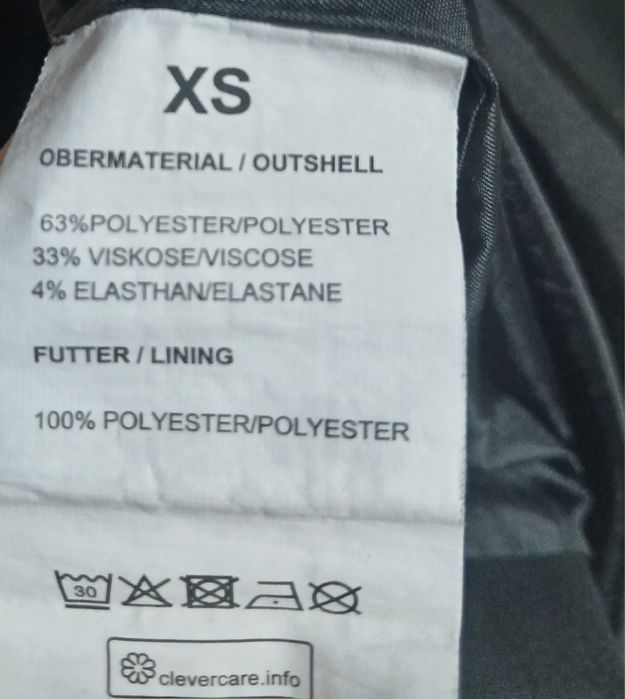 XS
OBERMATERIAL / OUTSHELL
63%POLYESTER/POLYESTER
33% VISKOSE/VISCOSE
4% ELASTHAN/ELASTANE
FUTTER / LINING
100% POLYESTER/POLYESTER
30
clevercare.info